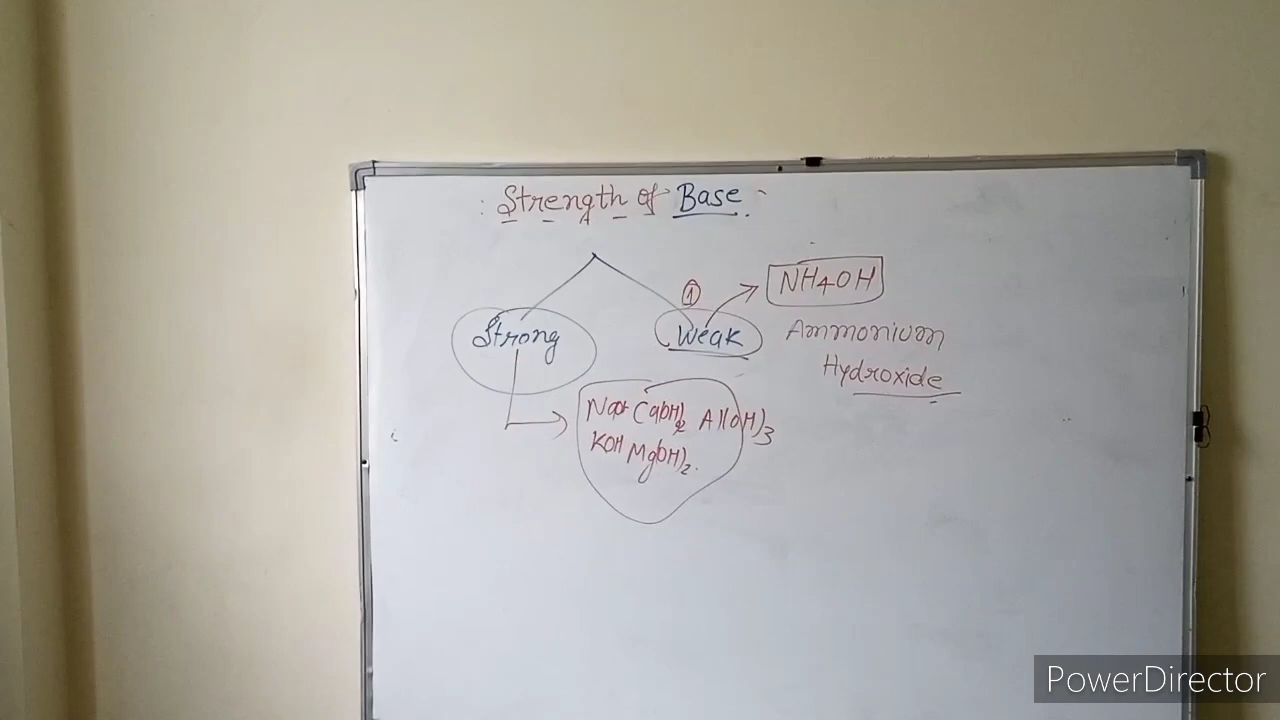 : Strength of Base
Strong
① Weak
NH4OH
Ammonium
Hydroxide
NaOH Ca(OH)2 Al(OH)3
KOH Mg(OH)2.
PowerDirector